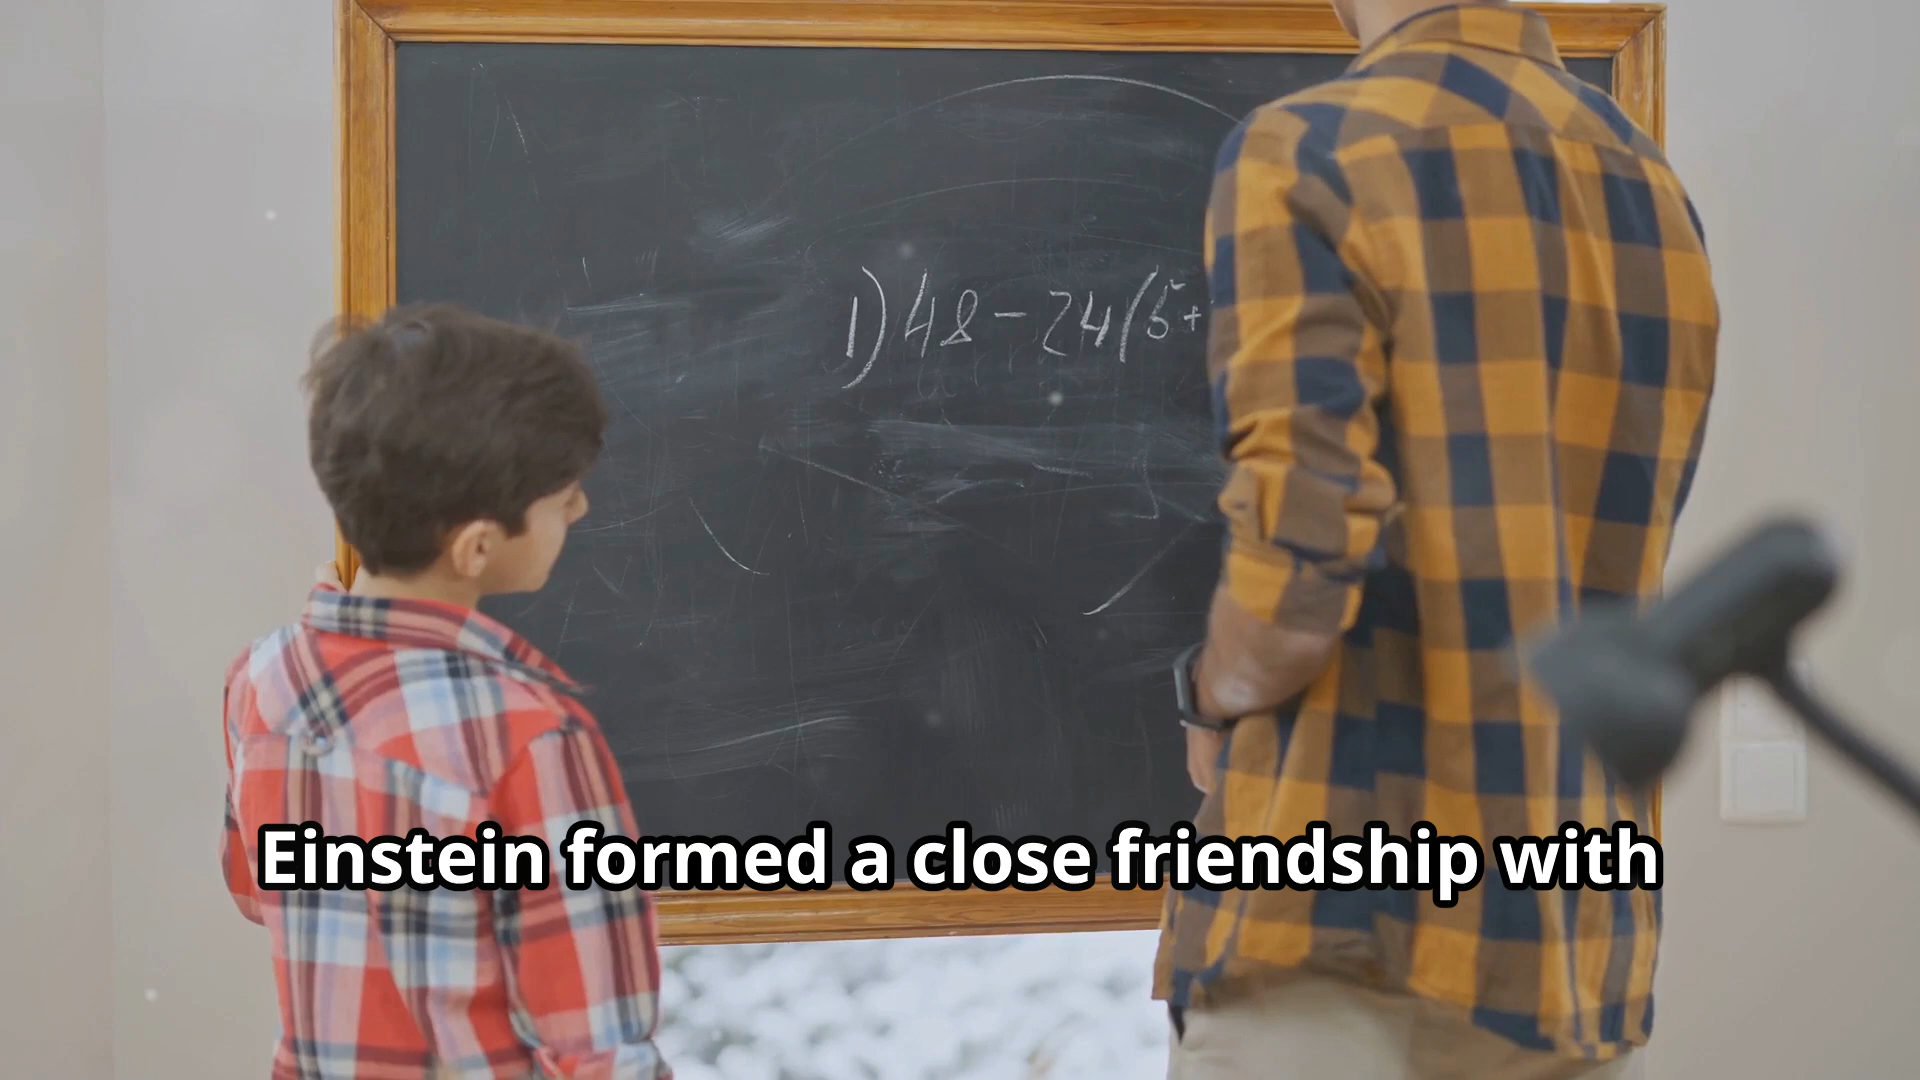 1) 48 - 24(5+
Einstein formed a close friendship with